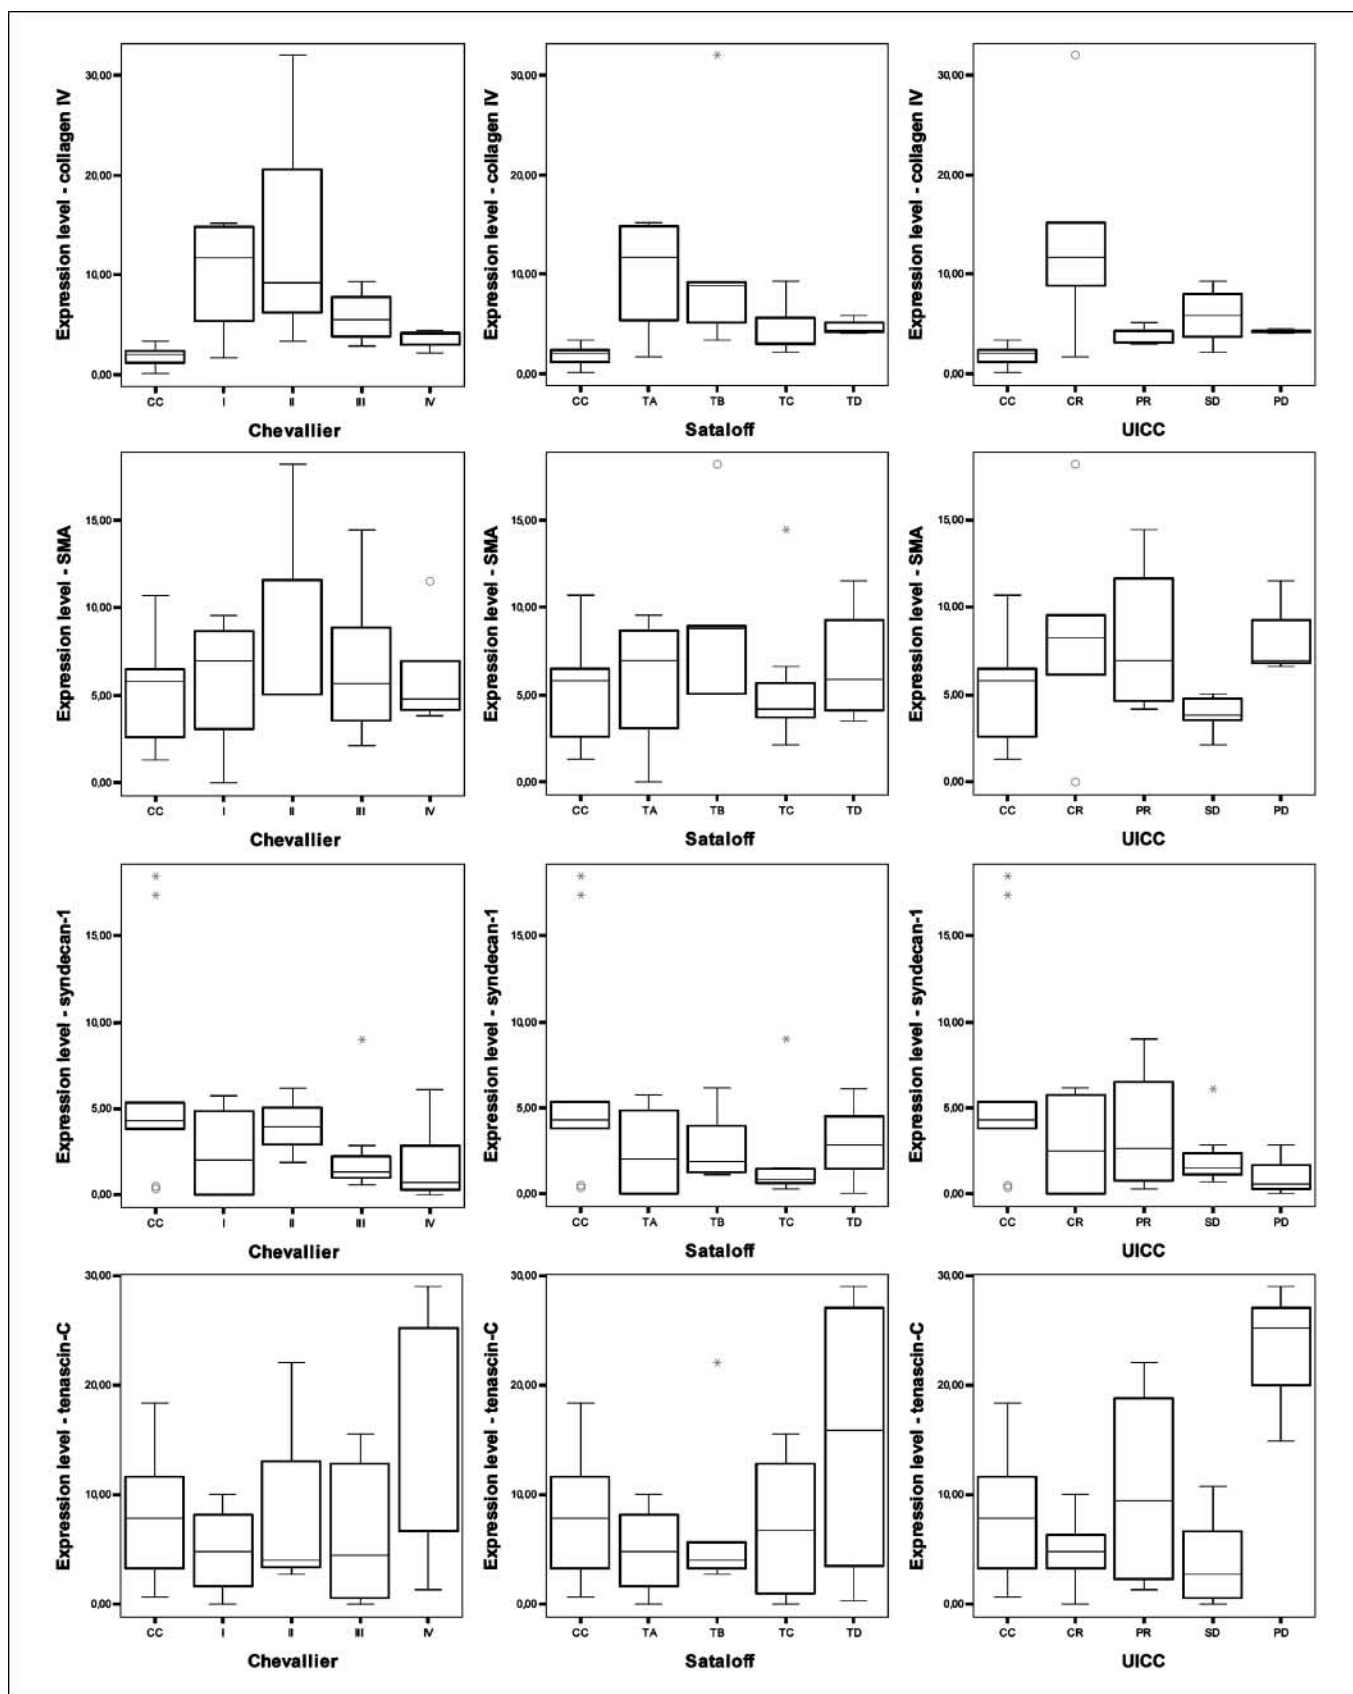 Expression level - collagen IV
30,00
20,00
10,00
0,00
CC I II III IV
Chevallier
Expression level - collagen IV
30,00
20,00
10,00
0,00
CC TA TB TC TD
Sataloff
Expression level - collagen IV
30,00
20,00
10,00
0,00
CC CR PR SD PD
UICC
Expression level - SMA
15,00
10,00
5,00
0,00
CC I II III IV
Chevallier
Expression level - SMA
15,00
10,00
5,00
0,00
CC TA TB TC TD
Sataloff
Expression level - SMA
15,00
10,00
5,00
0,00
CC CR PR SD PD
UICC
Expression level - syndecan-1
15,00
10,00
5,00
0,00
CC I II III IV
Chevallier
Expression level - syndecan-1
15,00
10,00
5,00
0,00
CC TA TB TC TD
Sataloff
Expression level - syndecan-1
15,00
10,00
5,00
0,00
CC CR PR SD PD
UICC
Expression level - tenascin-C
30,00
20,00
10,00
0,00
CC I II III IV
Chevallier
Expression level - tenascin-C
30,00
20,00
10,00
0,00
CC TA TB TC TD
Sataloff
Expression level - tenascin-C
30,00
20,00
10,00
0,00
CC CR PR SD PD
UICC